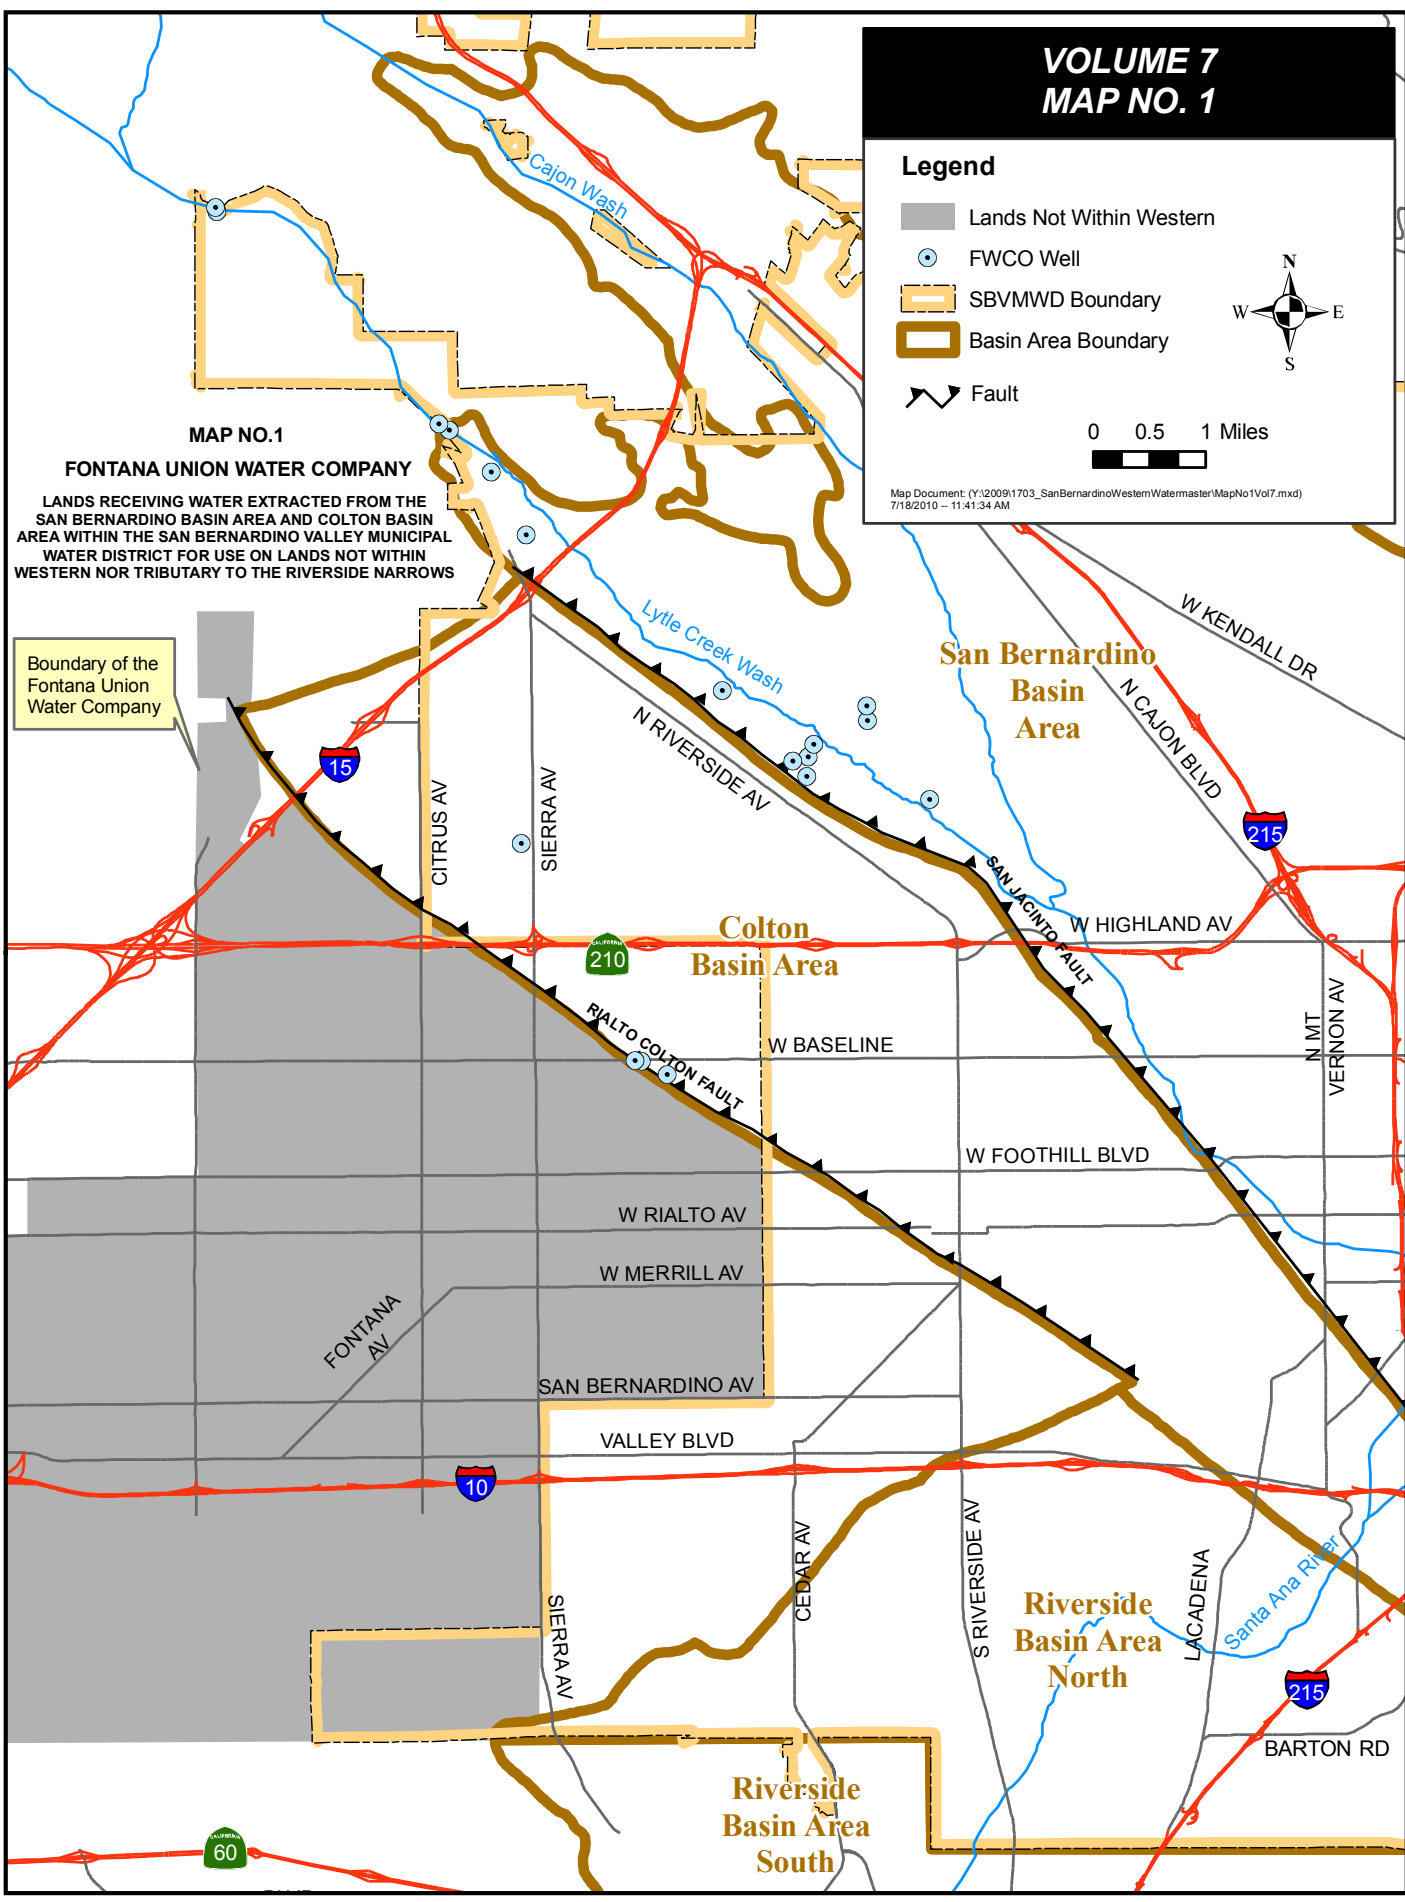 VOLUME 7
MAP NO. 1
Legend
Lands Not Within Western
FWCO Well
SBVMWD Boundary
Basin Area Boundary
Fault
N
W
E
S
0 0.5 1 Miles
Map Document: (Y:\2009\1703_SanBernardinoWesternWatermaster\MapNo1Vol7.mxd)
7/18/2010 -- 11:41:34 AM
Cajon Wash
MAP NO.1
FONTANA UNION WATER COMPANY
LANDS RECEIVING WATER EXTRACTED FROM THE
SAN BERNARDINO BASIN AREA AND COLTON BASIN
AREA WITHIN THE SAN BERNARDINO VALLEY MUNICIPAL
WATER DISTRICT FOR USE ON LANDS NOT WITHIN
WESTERN NOR TRIBUTARY TO THE RIVERSIDE NARROWS
Boundary of the
Fontana Union
Water Company
Lytle Creek Wash
San Bernardino
Basin
Area
W KENDALL DR
N CAJON BLVD
N RIVERSIDE AV
15
CITRUS AV
SIERRA AV
215
SAN JACINTO FAULT
W HIGHLAND AV
Colton
Basin Area
CALIFORNIA
210
RIALTO COLTON FAULT
W BASELINE
N MT
VERNON AV
W FOOTHILL BLVD
W RIALTO AV
W MERRILL AV
FONTANA
AV
SAN BERNARDINO AV
VALLEY BLVD
10
CEDAR AV
S RIVERSIDE AV
LACADENA
Santa Ana River
SIERRA AV
Riverside
Basin Area
North
215
BARTON RD
Riverside
Basin Area
South
CALIFORNIA
60